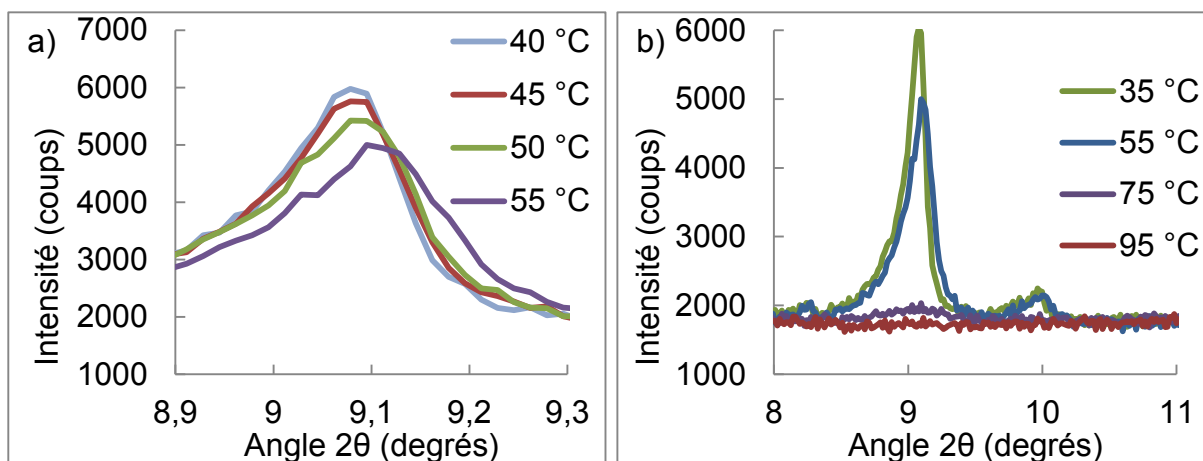 a)
7000
6000
5000
4000
3000
2000
1000
Intensité (coups)
8,9
9
9,1
9,2
9,3
Angle 2θ (degrés)
40 °C
45 °C
50 °C
55 °C
b)
6000
5000
4000
3000
2000
1000
Intensité (coups)
8
9
10
11
Angle 2θ (degrés)
35 °C
55 °C
75 °C
95 °C